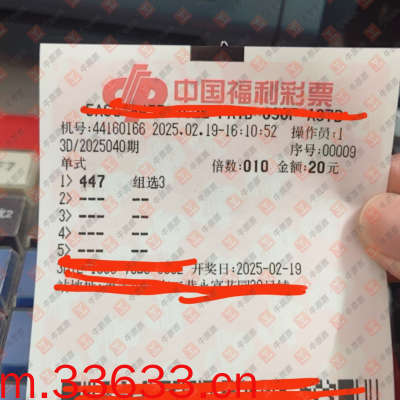 中国福利彩票
机号:44160166 2025.02.19-16:10:52 操作员:1
3D/2025040期 序号:00009
单式 倍数:010 金额:20元
1> 447 组选3
2> --- --
3> --- --
4> --- --
5> --- --
开奖日:2025-02-19
m.33633.cn